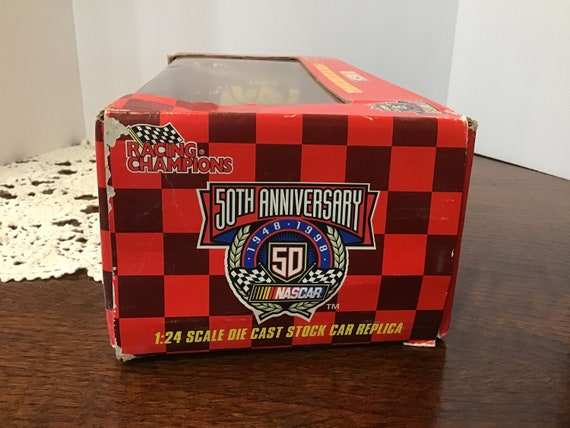 RACING®
CHAMPIONS
50TH ANNIVERSARY
1948 · 1998
50
NASCAR
TM
1:24 SCALE DIE CAST STOCK CAR REPLICA